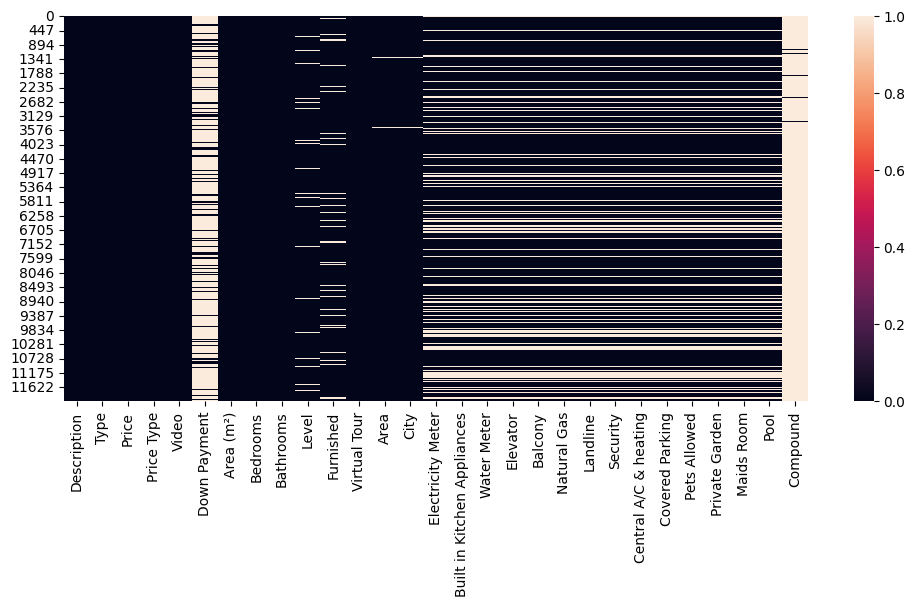 0
447
894
1341
1788
2235
2682
3129
3576
4023
4470
4917
5364
5811
6258
6705
7152
7599
8046
8493
8940
9387
9834
10281
10728
11175
11622
Description
Type
Price
Price Type
Video
Down Payment
Area (m²)
Bedrooms
Bathrooms
Level
Furnished
Virtual Tour
Area
City
Electricity Meter
Built in Kitchen Appliances
Water Meter
Elevator
Balcony
Natural Gas
Landline
Security
Central A/C & heating
Covered Parking
Pets Allowed
Private Garden
Maids Room
Pool
Compound
1.0
0.8
0.6
0.4
0.2
0.0